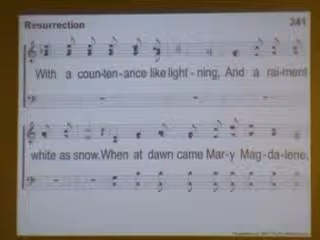 Resurrection 241
With a coun-ten-ance like light - ning, And a rai-ment
white as snow, When at dawn came Mar-y Mag-da-lene,